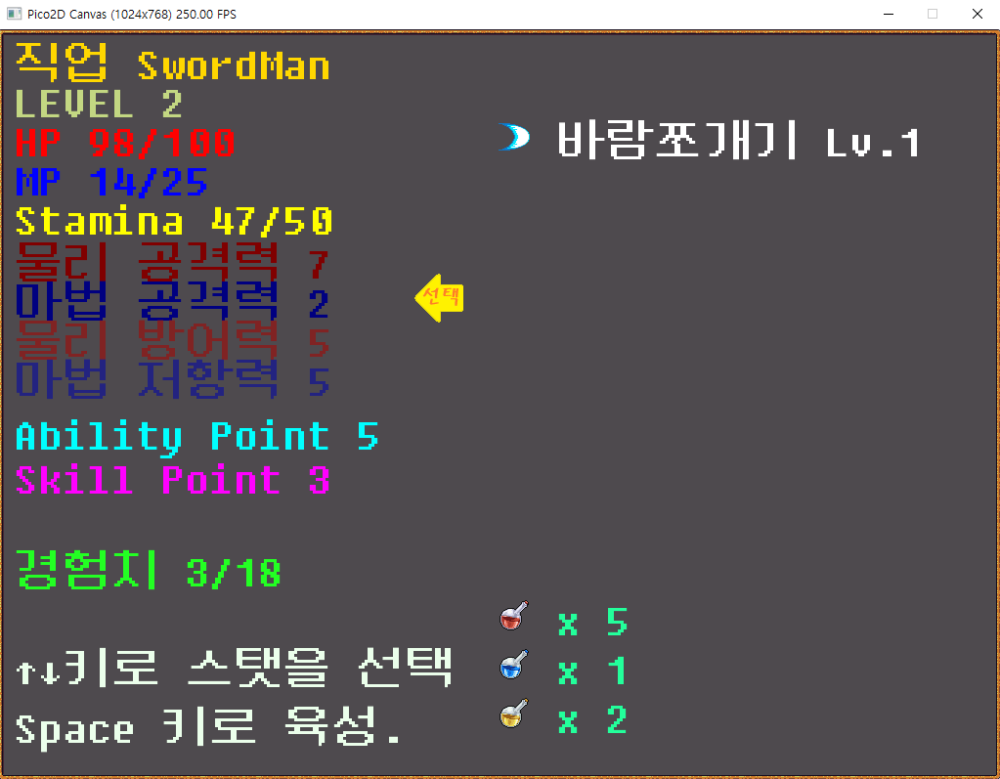 Pico2D Canvas (1024x768) 250.00 FPS
직업 SwordMan
LEVEL 2
HP 98/100
MP 14/25
Stamina 47/50
물리 공격력 7
마법 공격력 2
물리 방어력 5
마법 저항력 5
선택
Ability Point 5
Skill Point 3
경험치 3/18
↑↓키로 스탯을 선택
Space 키로 육성.
바람쪼개기 Lv.1
x 5
x 1
x 2